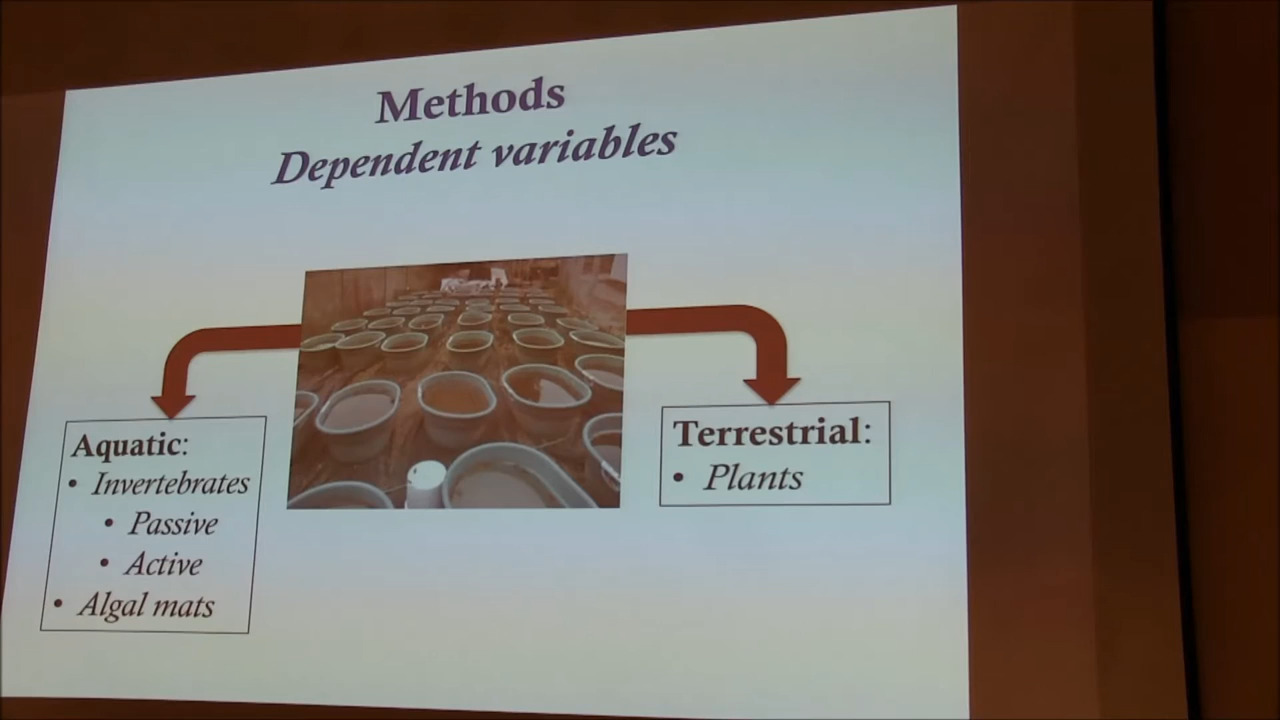 Methods
Dependent variables
Aquatic:
• Invertebrates
• Passive
• Active
• Algal mats
Terrestrial:
• Plants